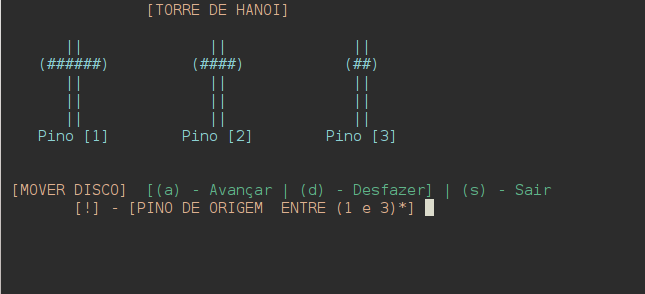 [TORRE DE HANOI]
|| || ||
(######) (####) (##)
|| || ||
|| || ||
|| || ||
Pino [1] Pino [2] Pino [3]
[MOVER DISCO] [(a) - Avançar | (d) - Desfazer] | (s) - Sair
[!] - [PINO DE ORIGEM ENTRE (1 e 3)*]